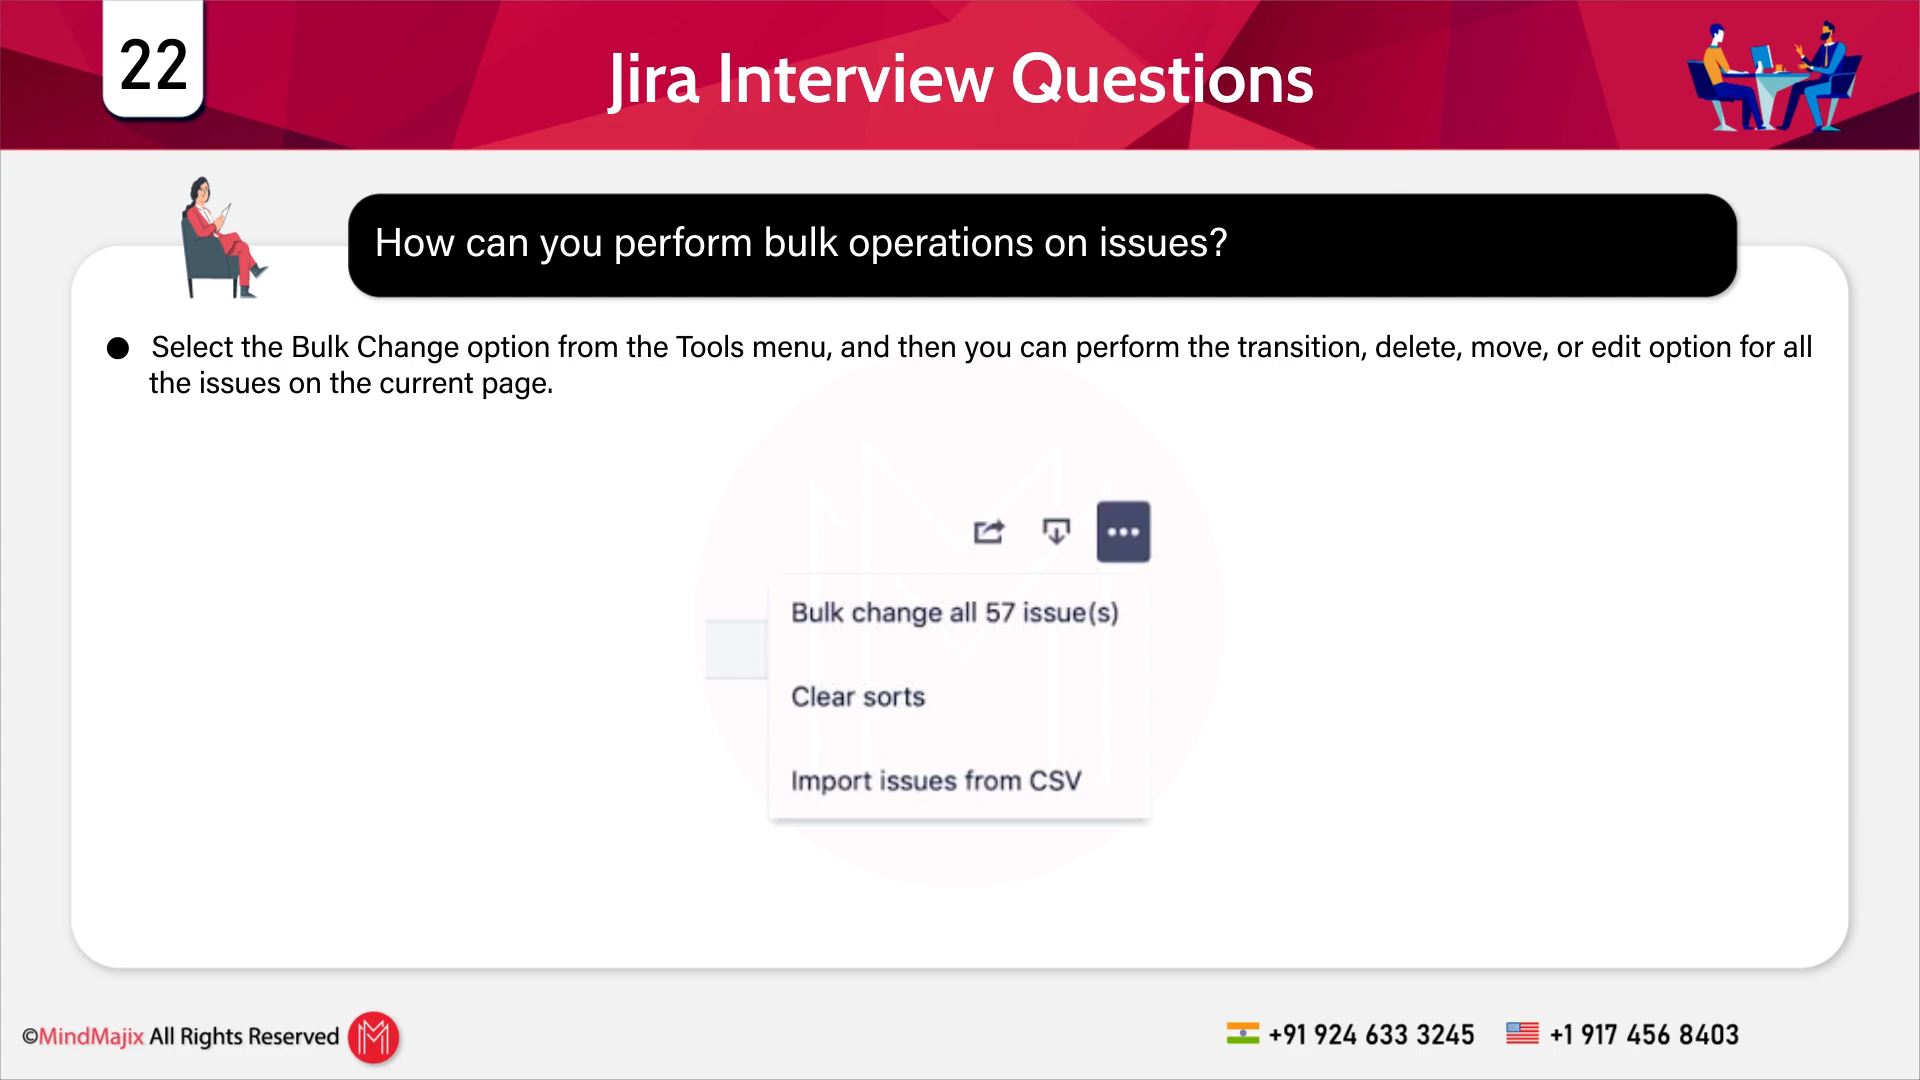 22
Jira Interview Questions
How can you perform bulk operations on issues?
● Select the Bulk Change option from the Tools menu, and then you can perform the transition, delete, move, or edit option for all
the issues on the current page.
Bulk change all 57 issue(s)
Clear sorts
Import issues from CSV
©MindMajix All Rights Reserved
+91 924 633 3245
+1 917 456 8403